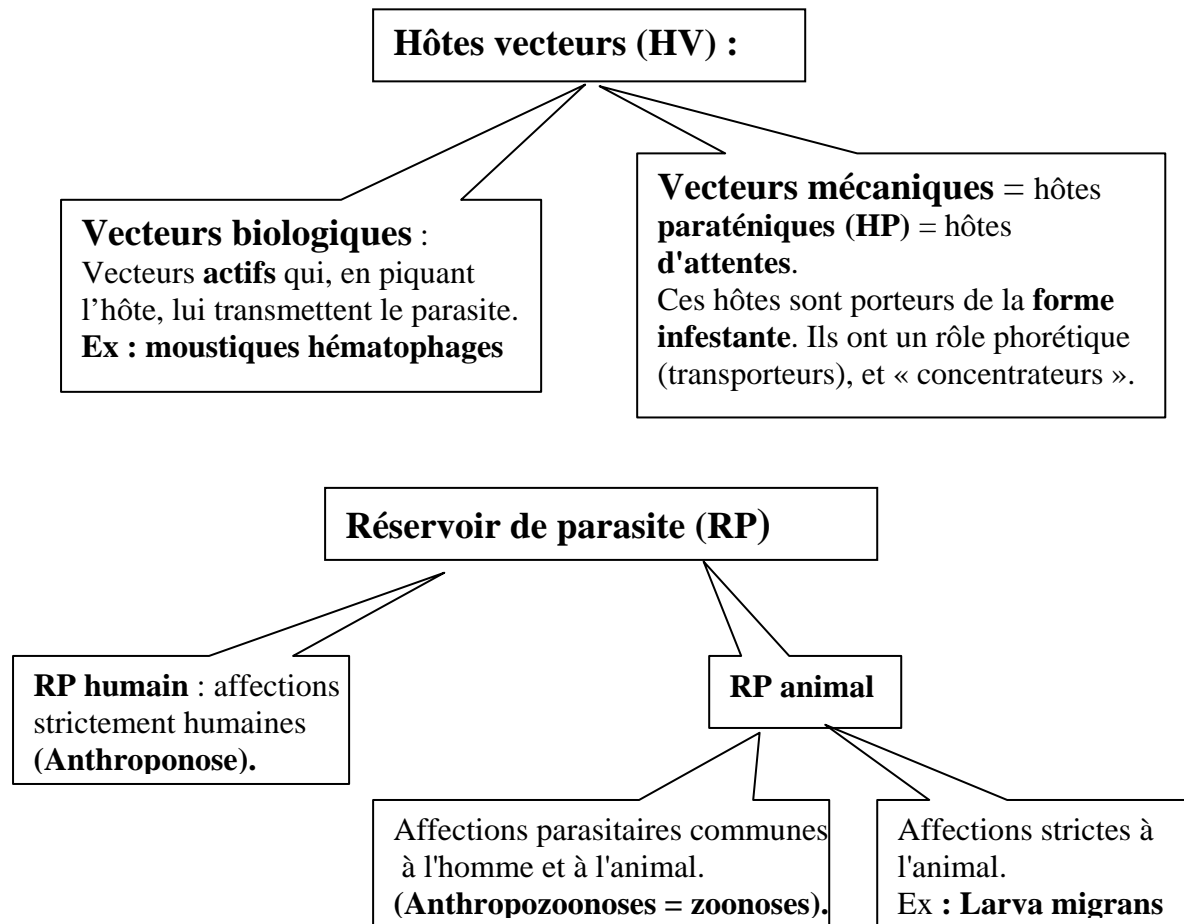 Hôtes vecteurs (HV) :
Vecteurs biologiques :
Vecteurs actifs qui, en piquant
l’hôte, lui transmettent le parasite.
Ex : moustiques hématophages
Vecteurs mécaniques = hôtes
paraténiques (HP) = hôtes
d'attentes.
Ces hôtes sont porteurs de la forme
infestante. Ils ont un rôle phorétique
(transporteurs), et « concentrateurs ».
Réservoir de parasite (RP)
RP humain : affections
strictement humaines
(Anthroponose).
RP animal
Affections parasitaires communes
à l'homme et à l'animal.
(Anthropozoonoses = zoonoses).
Affections strictes à
l'animal.
Ex : Larva migrans